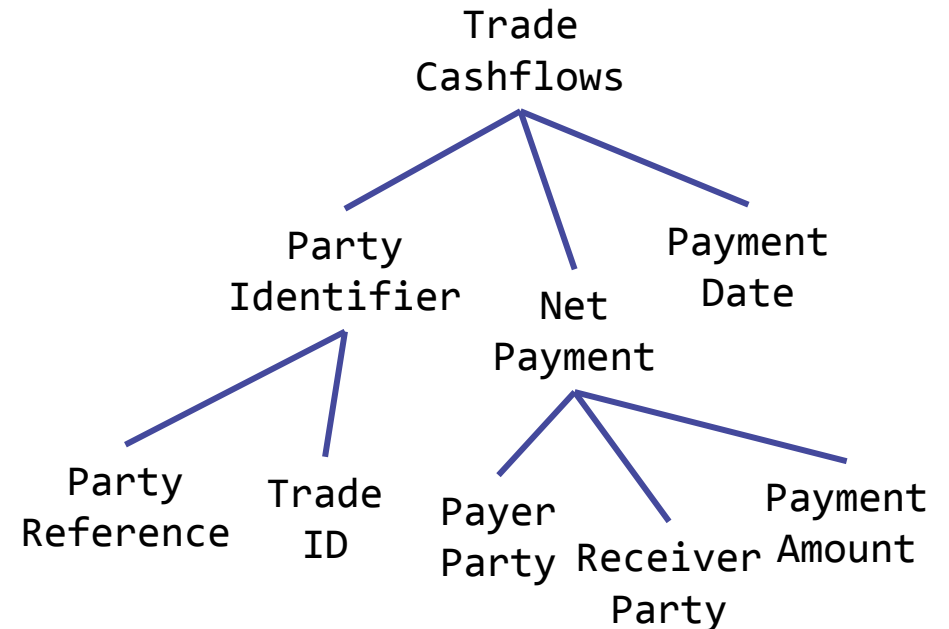 Trade
Cashflows
Party
Identifier
Net
Payment
Payment
Date
Party
Reference
Trade
ID
Payer
Party
Receiver
Party
Payment
Amount